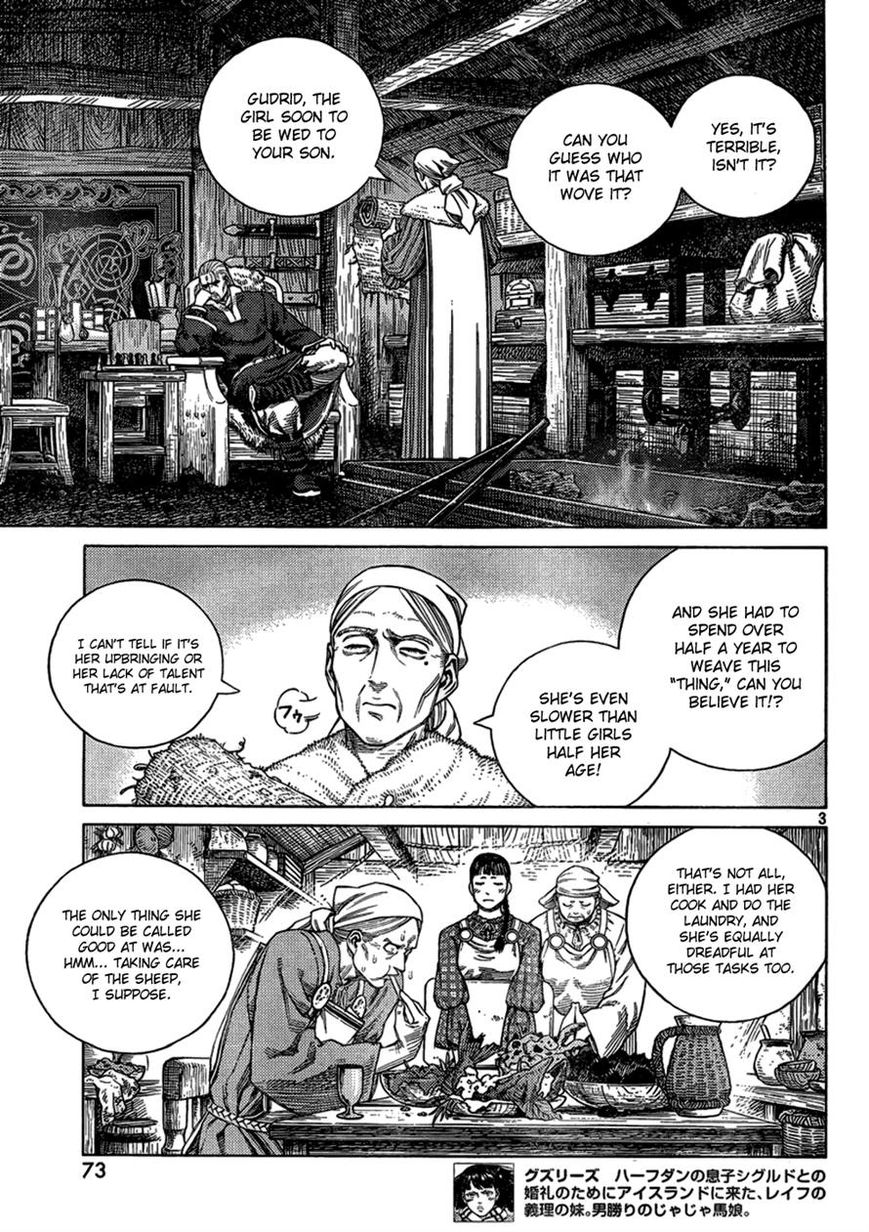 YES, IT'S
TERRIBLE,
ISN'T IT?
CAN YOU
GUESS WHO
IT WAS THAT
WOVE IT?
GUDRID, THE
GIRL SOON TO
BE WED TO
YOUR SON.
AND SHE HAD TO
SPEND OVER
HALF A YEAR TO
WEAVE THIS
"THING," CAN YOU
BELIEVE IT!?
SHE'S EVEN
SLOWER THAN
LITTLE GIRLS
HALF HER
AGE!
フゥー
I CAN'T TELL IF IT'S
HER UPBRINGING OR
HER LACK OF TALENT
THAT'S AT FAULT.
3
THAT'S NOT ALL,
EITHER. I HAD HER
COOK AND DO THE
LAUNDRY, AND
SHE'S EQUALLY
DREADFUL AT
THOSE TASKS TOO.
THE ONLY THING SHE
COULD BE CALLED
GOOD AT WAS...
HMM... TAKING CARE
OF THE SHEEP,
I SUPPOSE.
73
グズリーズ ハーフダンの息子シグルドとの
婚礼のためにアイスランドに来た、レイフの
義理の妹。男勝りのじゃじゃ馬娘。